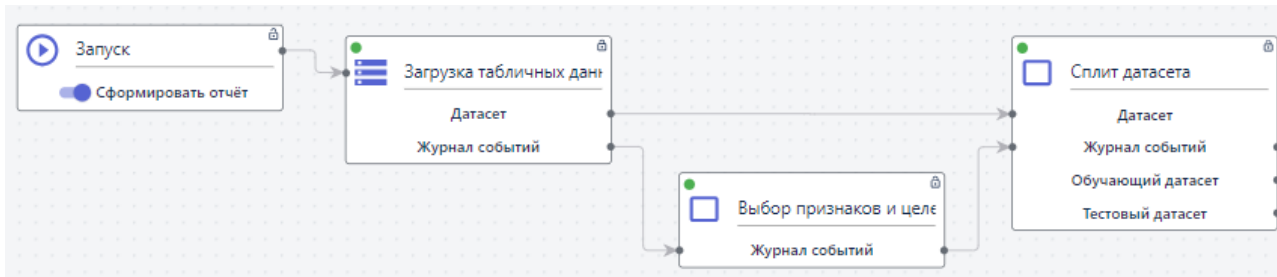 Запуск
Сформировать отчёт
Загрузка табличных данн
Датасет
Журнал событий
Выбор признаков и целе
Журнал событий
Сплит датасета
Датасет
Журнал событий
Обучающий датасет
Тестовый датасет